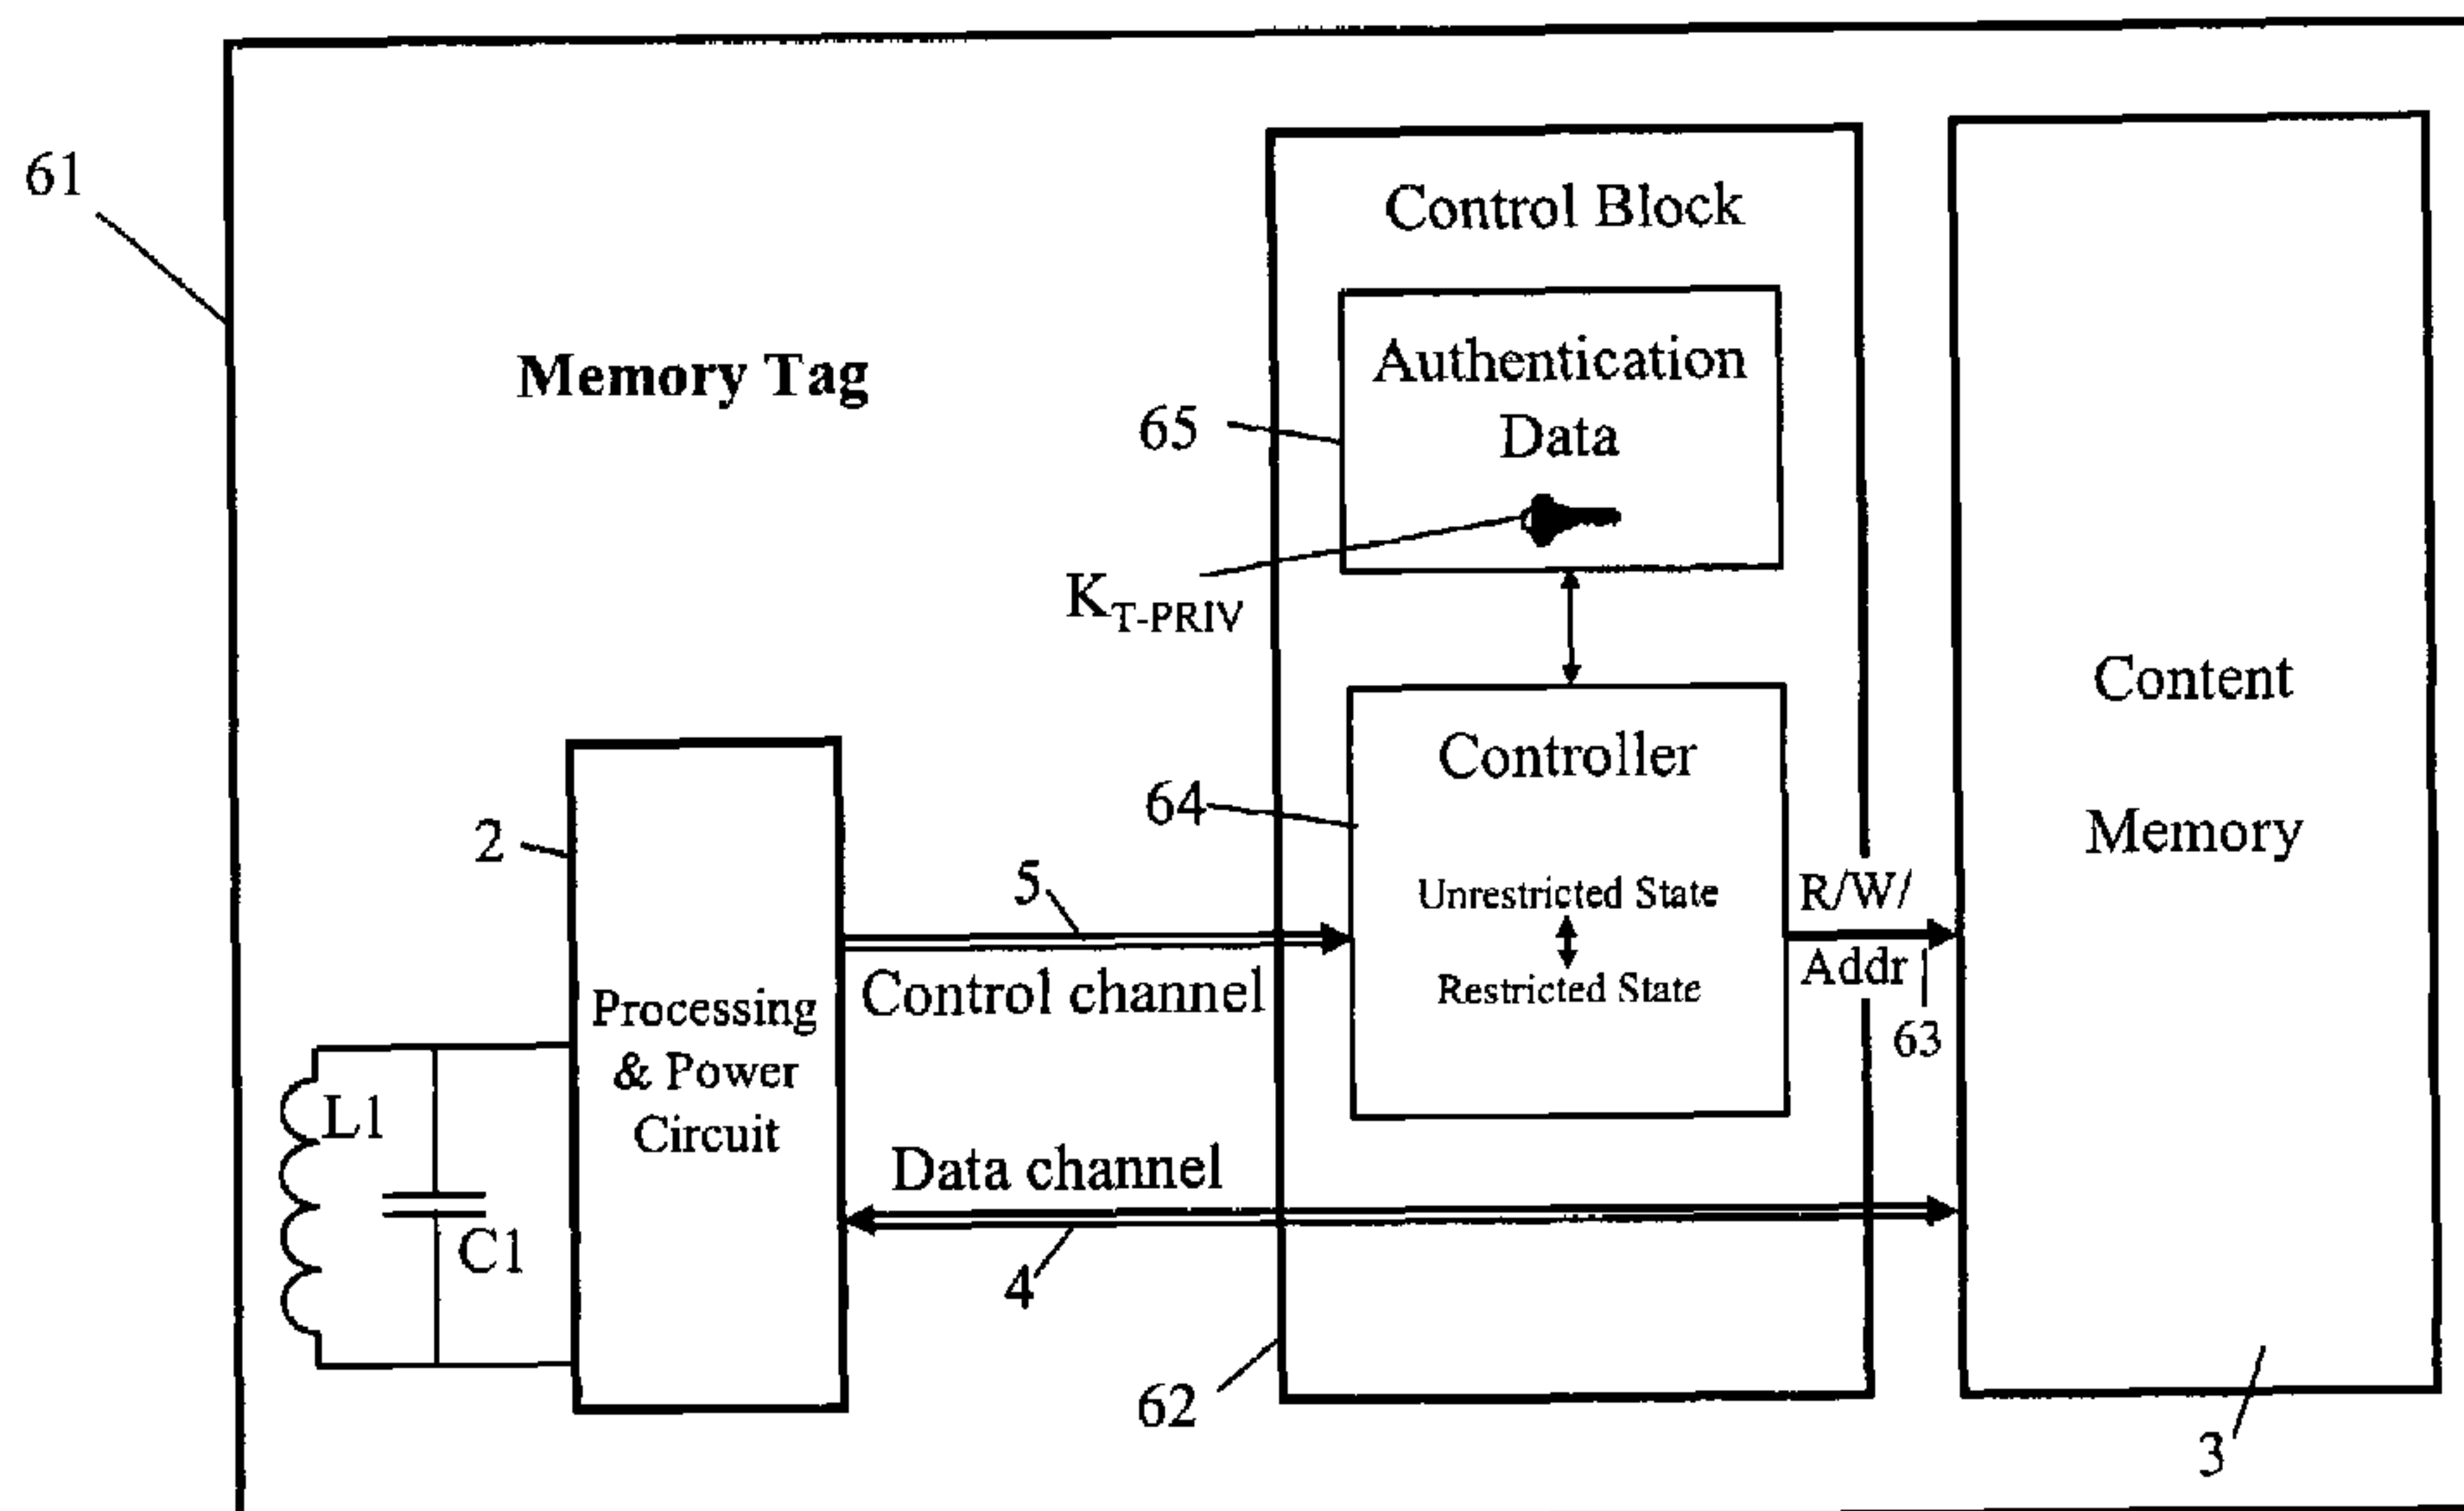 61
Memory Tag
Control Block
Authentication
Data
65
K_T-PRIV
Content
Memory
Controller
64
Unrestricted State
Restricted State
R/W/
Addr
63
2
5
Control channel
Processing
& Power
Circuit
L1
C1
Data channel
4
62
3